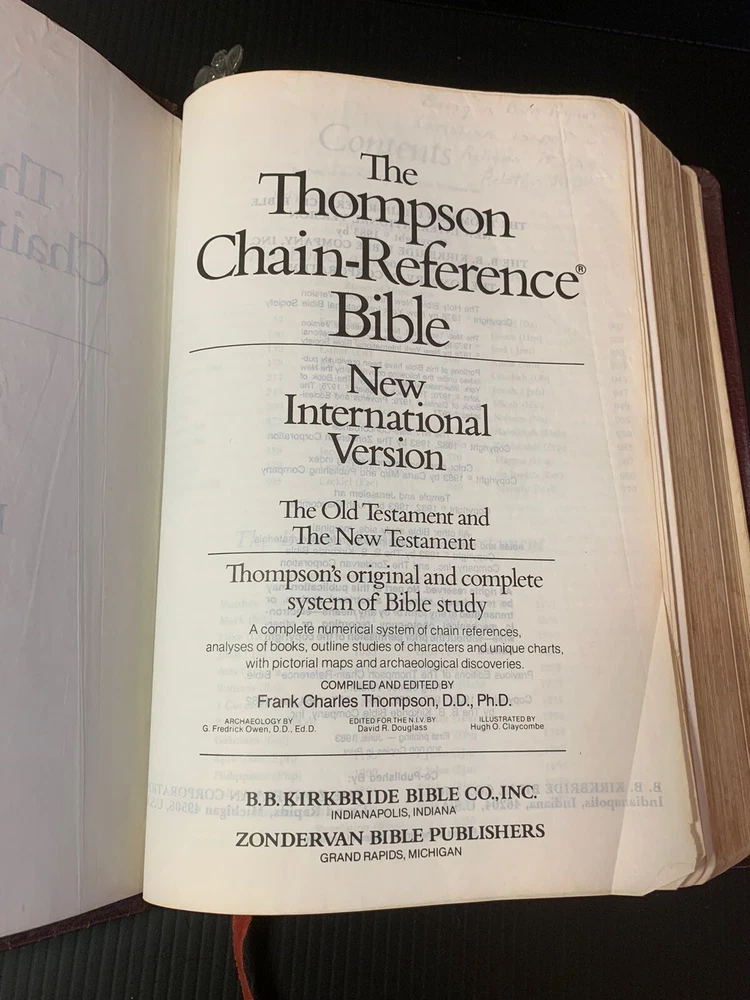 The
Thompson
Chain-Reference®
Bible
New
International
Version
The Old Testament and
The New Testament
Thompson's original and complete
system of Bible study
A complete numerical system of chain references,
analyses of books, outline studies of characters and unique charts,
with pictorial maps and archaeological discoveries.
COMPILED AND EDITED BY
Frank Charles Thompson, D.D., Ph.D.
ARCHAEOLOGY BY
G. Fredrick Owen, D.D., Ed.D.
EDITED FOR THE N.I.V. BY
David R. Douglass
ILLUSTRATED BY
Hugh O. Claycombe
B.B. KIRKBRIDE BIBLE CO., INC.
INDIANAPOLIS, INDIANA
ZONDERVAN BIBLE PUBLISHERS
GRAND RAPIDS, MICHIGAN